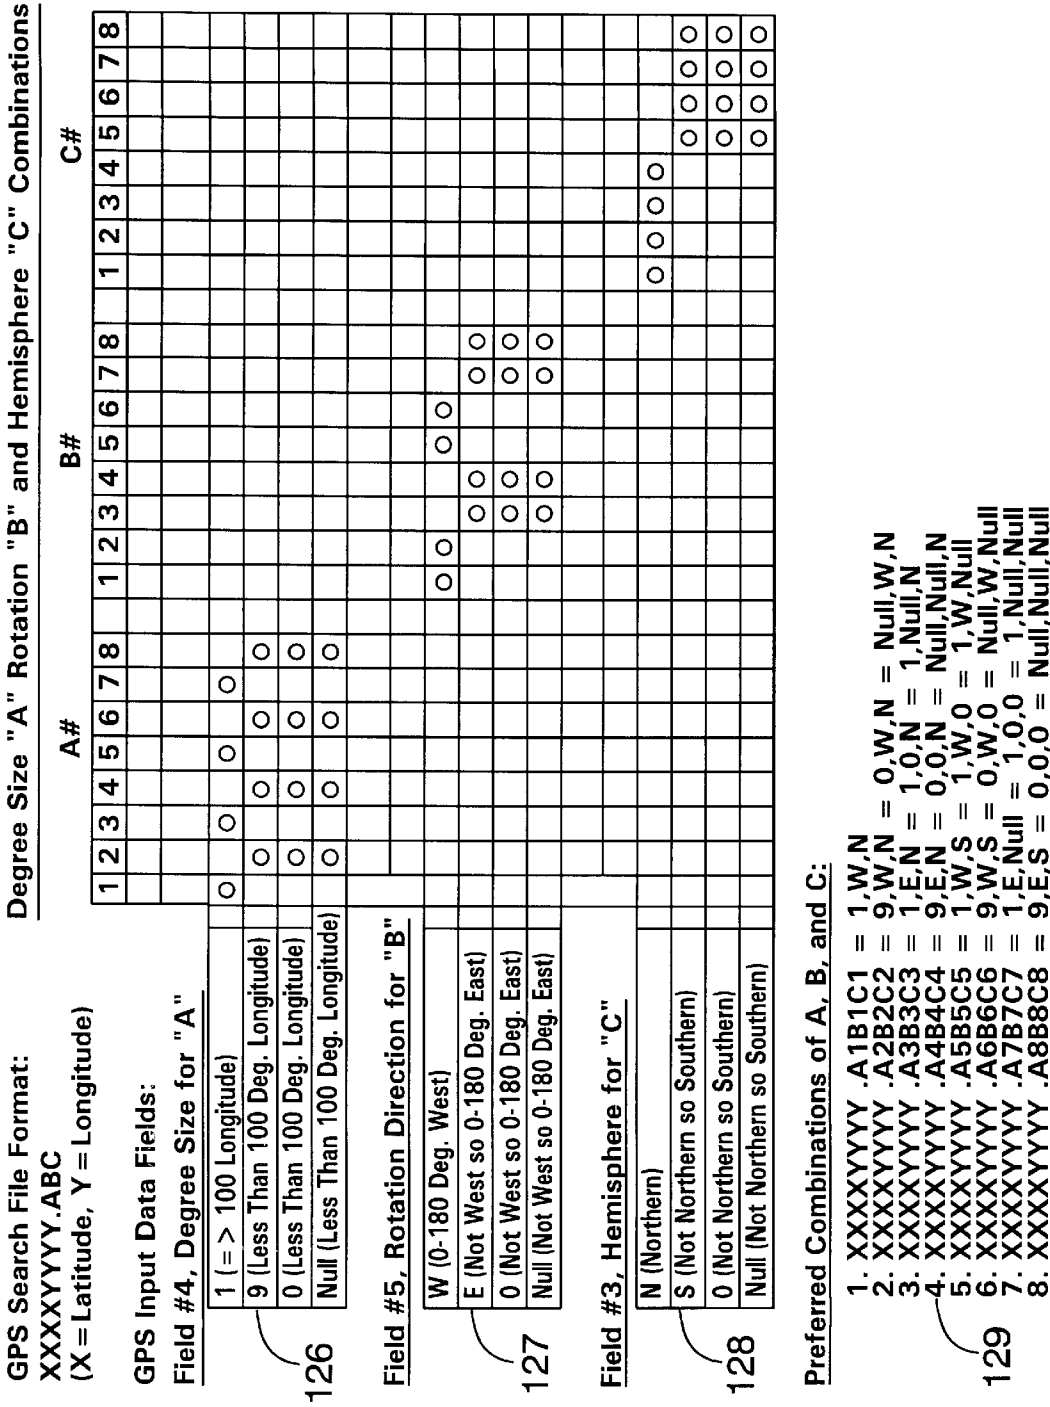 GPS Search File Format:
XXXXYYYY.ABC
(X = Latitude, Y = Longitude)
Degree Size "A" Rotation "B" and Hemisphere "C" Combinations
A# B# C#
1 2 3 4 5 6 7 8 1 2 3 4 5 6 7 8 1 2 3 4 5 6 7 8
GPS Input Data Fields:
Field #4, Degree Size for "A"
1 (= > 100 Longitude)
9 (Less Than 100 Deg. Longitude)
0 (Less Than 100 Deg. Longitude)
Null (Less Than 100 Deg. Longitude)
126
Field #5, Rotation Direction for "B"
W (0-180 Deg. West)
E (Not West so 0-180 Deg. East)
0 (Not West so 0-180 Deg. East)
Null (Not West so 0-180 Deg. East)
127
Field #3, Hemisphere for "C"
N (Northern)
S (Not Northern so Southern)
0 (Not Northern so Southern)
Null (Not Northern so Southern)
128
Preferred Combinations of A, B, and C:
1. XXXXYYYY .A1B1C1 = 1,W,N
2. XXXXYYYY .A2B2C2 = 9,W,N = 0,W,N = Null,W,N
3. XXXXYYYY .A3B3C3 = 1,E,N = 1,0,N = 1,Null,N
4. XXXXYYYY .A4B4C4 = 9,E,N = 0,0,N = Null,Null,N
5. XXXXYYYY .A5B5C5 = 1,W,S = 1,W,0 = 1,W,Null
6. XXXXYYYY .A6B6C6 = 9,W,S = 0,W,0 = Null,W,Null
7. XXXXYYYY .A7B7C7 = 1,E,Null = 1,0,0 = 1,Null,Null
8. XXXXYYYY .A8B8C8 = 9,E,S = 0,0,0 = Null,Null,Null
129